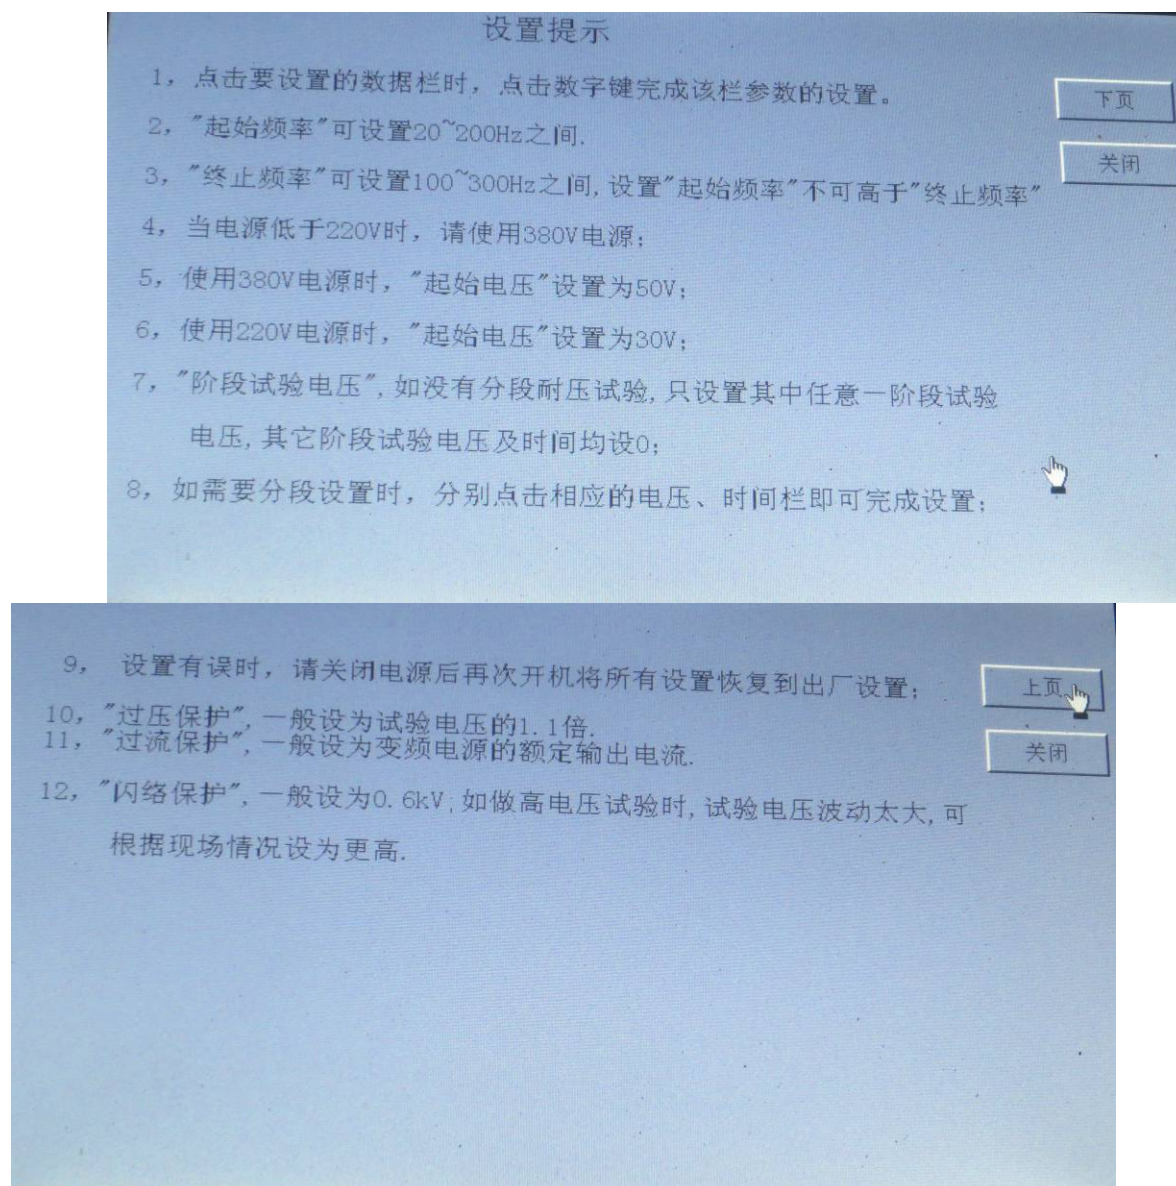 设置提示
1，点击要设置的数据栏时，点击数字键完成该栏参数的设置。
下页
2，"起始频率"可设置20~200Hz之间.
关闭
3，"终止频率"可设置100~300Hz之间,设置"起始频率"不可高于"终止频率"
4，当电源低于220V时，请使用380V电源;
5，使用380V电源时，"起始电压"设置为50V;
6，使用220V电源时，"起始电压"设置为30V;
7，"阶段试验电压",如没有分段耐压试验,只设置其中任意一阶段试验
电压,其它阶段试验电压及时间均设0;
8，如需要分段设置时，分别点击相应的电压、时间栏即可完成设置;
9， 设置有误时，请关闭电源后再次开机将所有设置恢复到出厂设置;
上页
10，"过压保护",一般设为试验电压的1.1倍.
11，"过流保护",一般设为变频电源的额定输出电流.
关闭
12，"闪络保护",一般设为0.6kV;如做高电压试验时,试验电压波动太大,可
根据现场情况设为更高.